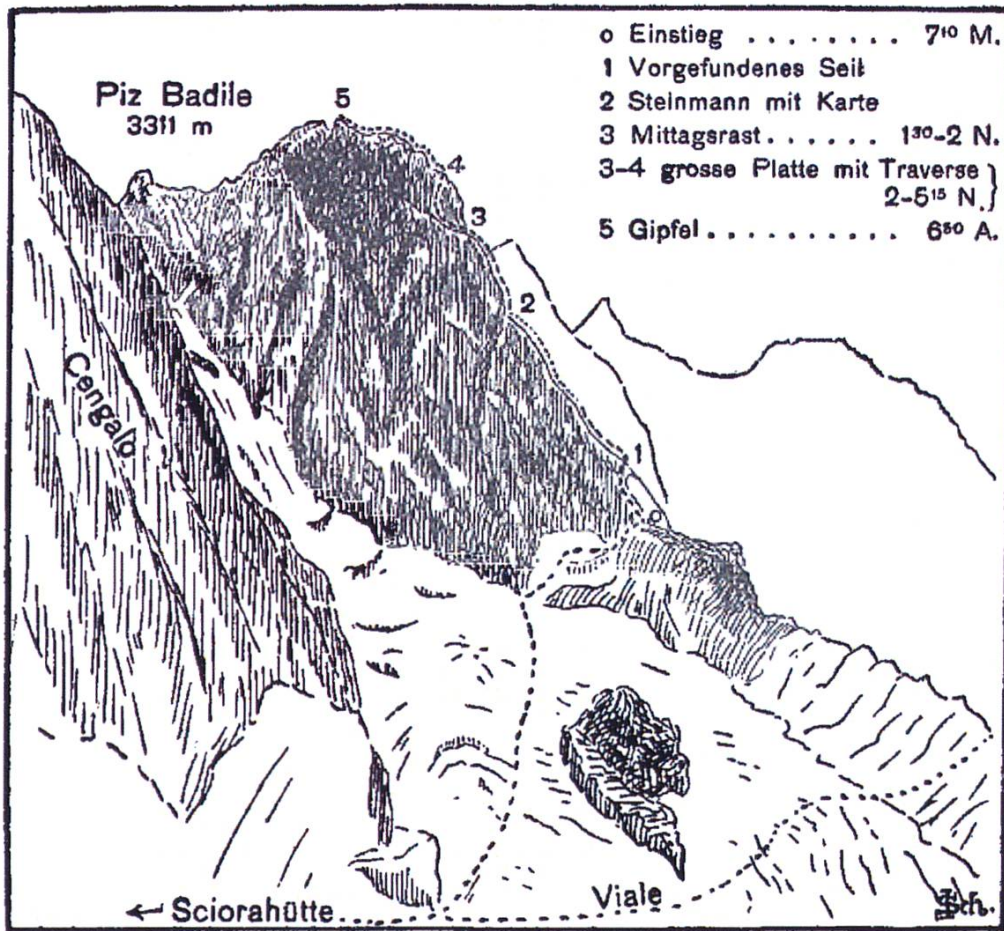 o Einstieg . . . . . . . . 7¹⁰ M.
1 Vorgefundenes Seil
2 Steinmann mit Karte
3 Mittagsrast . . . . . . 1³⁰-2 N.
3-4 grosse Platte mit Traverse }
2-5¹⁵ N.
5 Gipfel . . . . . . . . . . 6⁵⁰ A.
Piz Badile
3311 m
5
4
3
2
1
o
Cengalo
← Sciorahütte
Viale